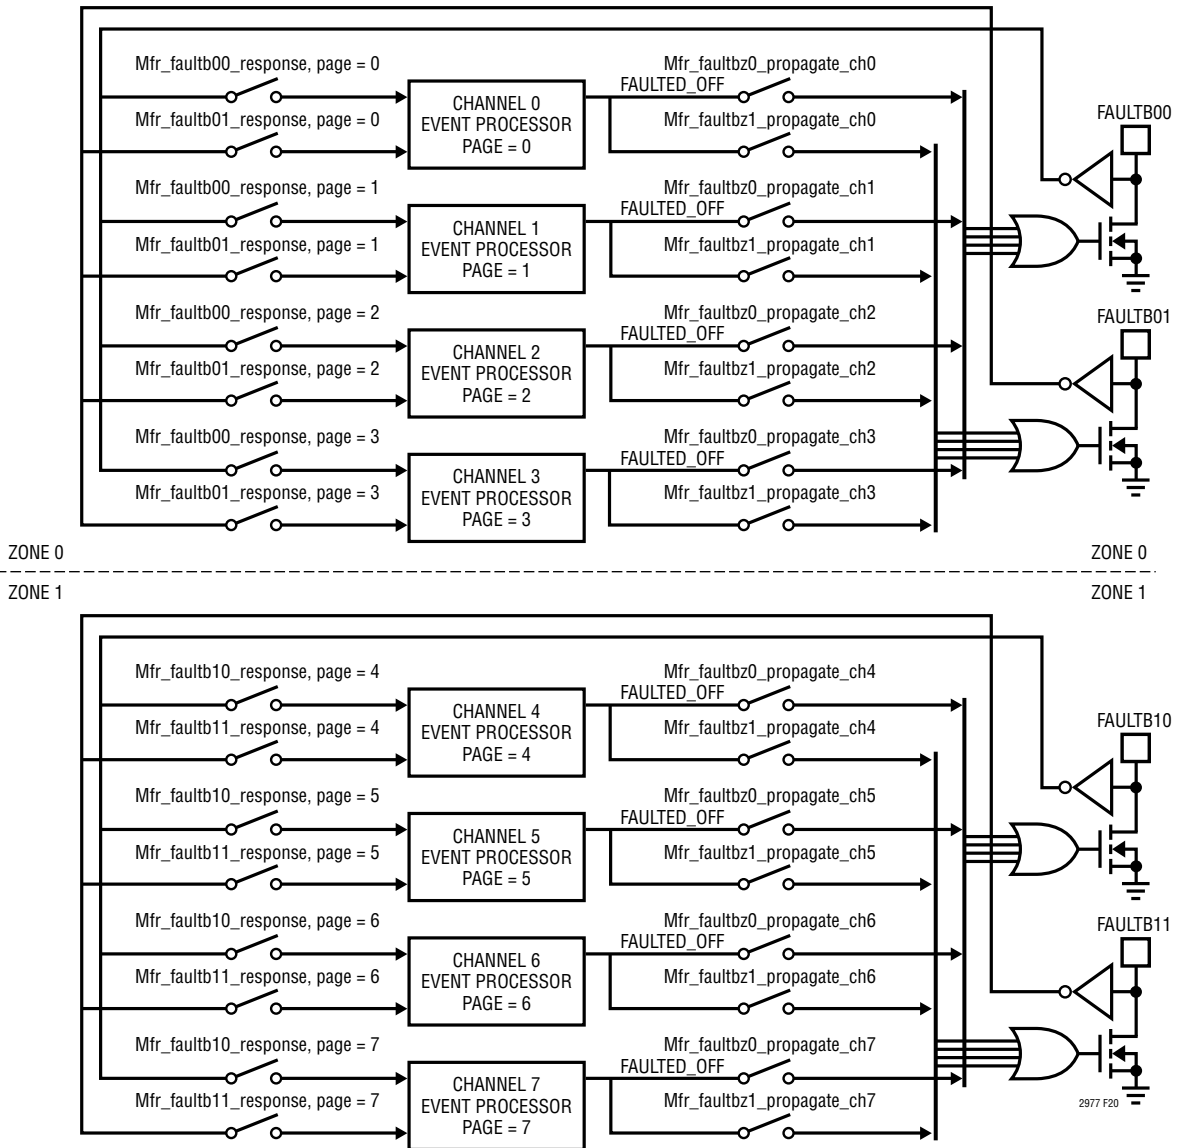 Mfr_faultb00_response, page = 0
Mfr_faultbz0_propagate_ch0
FAULTED_OFF
CHANNEL 0
EVENT PROCESSOR
PAGE = 0
FAULTB00
Mfr_faultb01_response, page = 0
Mfr_faultbz1_propagate_ch0
Mfr_faultb00_response, page = 1
Mfr_faultbz0_propagate_ch1
FAULTED_OFF
CHANNEL 1
EVENT PROCESSOR
PAGE = 1
Mfr_faultb01_response, page = 1
Mfr_faultbz1_propagate_ch1
Mfr_faultb00_response, page = 2
Mfr_faultbz0_propagate_ch2
FAULTED_OFF
FAULTB01
CHANNEL 2
EVENT PROCESSOR
PAGE = 2
Mfr_faultb01_response, page = 2
Mfr_faultbz1_propagate_ch2
Mfr_faultb00_response, page = 3
Mfr_faultbz0_propagate_ch3
FAULTED_OFF
CHANNEL 3
EVENT PROCESSOR
PAGE = 3
Mfr_faultb01_response, page = 3
Mfr_faultbz1_propagate_ch3
ZONE 0
ZONE 0
ZONE 1
ZONE 1
Mfr_faultb10_response, page = 4
Mfr_faultbz0_propagate_ch4
FAULTED_OFF
CHANNEL 4
EVENT PROCESSOR
PAGE = 4
FAULTB10
Mfr_faultb11_response, page = 4
Mfr_faultbz1_propagate_ch4
Mfr_faultb10_response, page = 5
Mfr_faultbz0_propagate_ch5
FAULTED_OFF
CHANNEL 5
EVENT PROCESSOR
PAGE = 5
Mfr_faultb11_response, page = 5
Mfr_faultbz1_propagate_ch5
Mfr_faultb10_response, page = 6
Mfr_faultbz0_propagate_ch6
FAULTED_OFF
FAULTB11
CHANNEL 6
EVENT PROCESSOR
PAGE = 6
Mfr_faultb11_response, page = 6
Mfr_faultbz1_propagate_ch6
Mfr_faultb10_response, page = 7
Mfr_faultbz0_propagate_ch7
FAULTED_OFF
CHANNEL 7
EVENT PROCESSOR
PAGE = 7
Mfr_faultb11_response, page = 7
Mfr_faultbz1_propagate_ch7
2977 F20